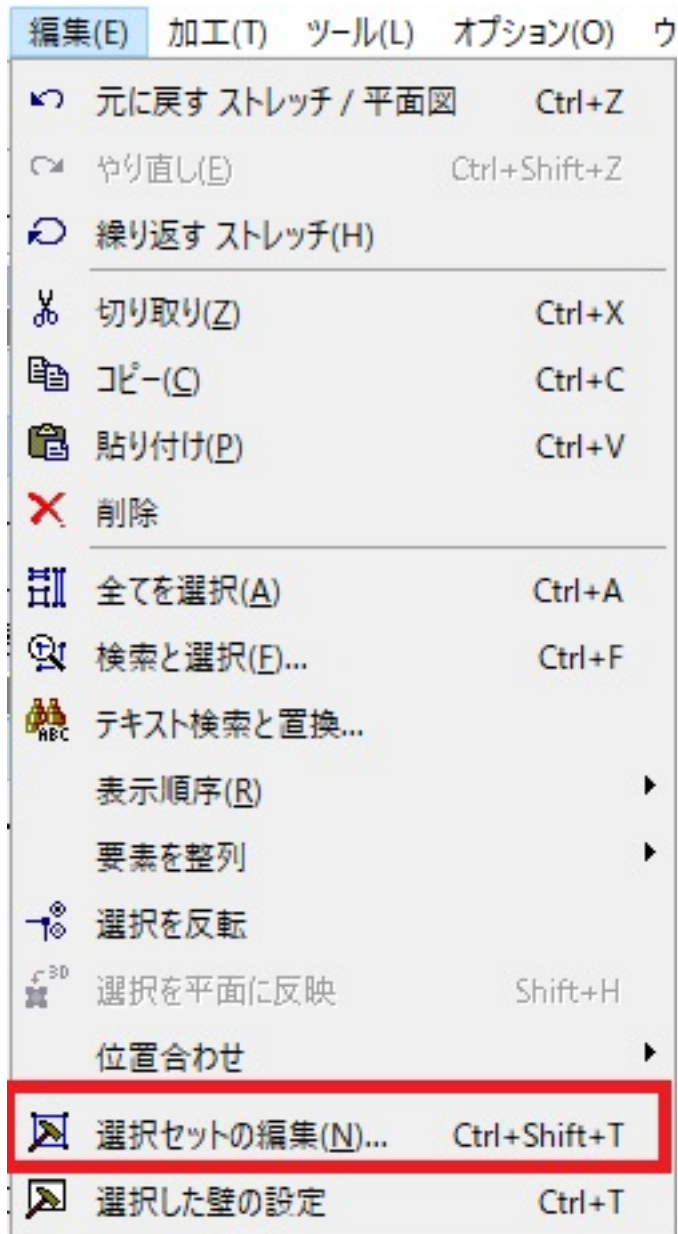 編集(E) 加工(T) ツール(L) オプション(O) ウ
元に戻す ストレッチ / 平面図 Ctrl+Z
やり直し(E) Ctrl+Shift+Z
繰り返す ストレッチ(H)
切り取り(Z) Ctrl+X
コピー(C) Ctrl+C
貼り付け(P) Ctrl+V
削除
全てを選択(A) Ctrl+A
検索と選択(F)... Ctrl+F
ABC テキスト検索と置換...
表示順序(R)
要素を整列
選択を反転
3D 選択を平面に反映 Shift+H
位置合わせ
選択セットの編集(N)... Ctrl+Shift+T
選択した壁の設定 Ctrl+T